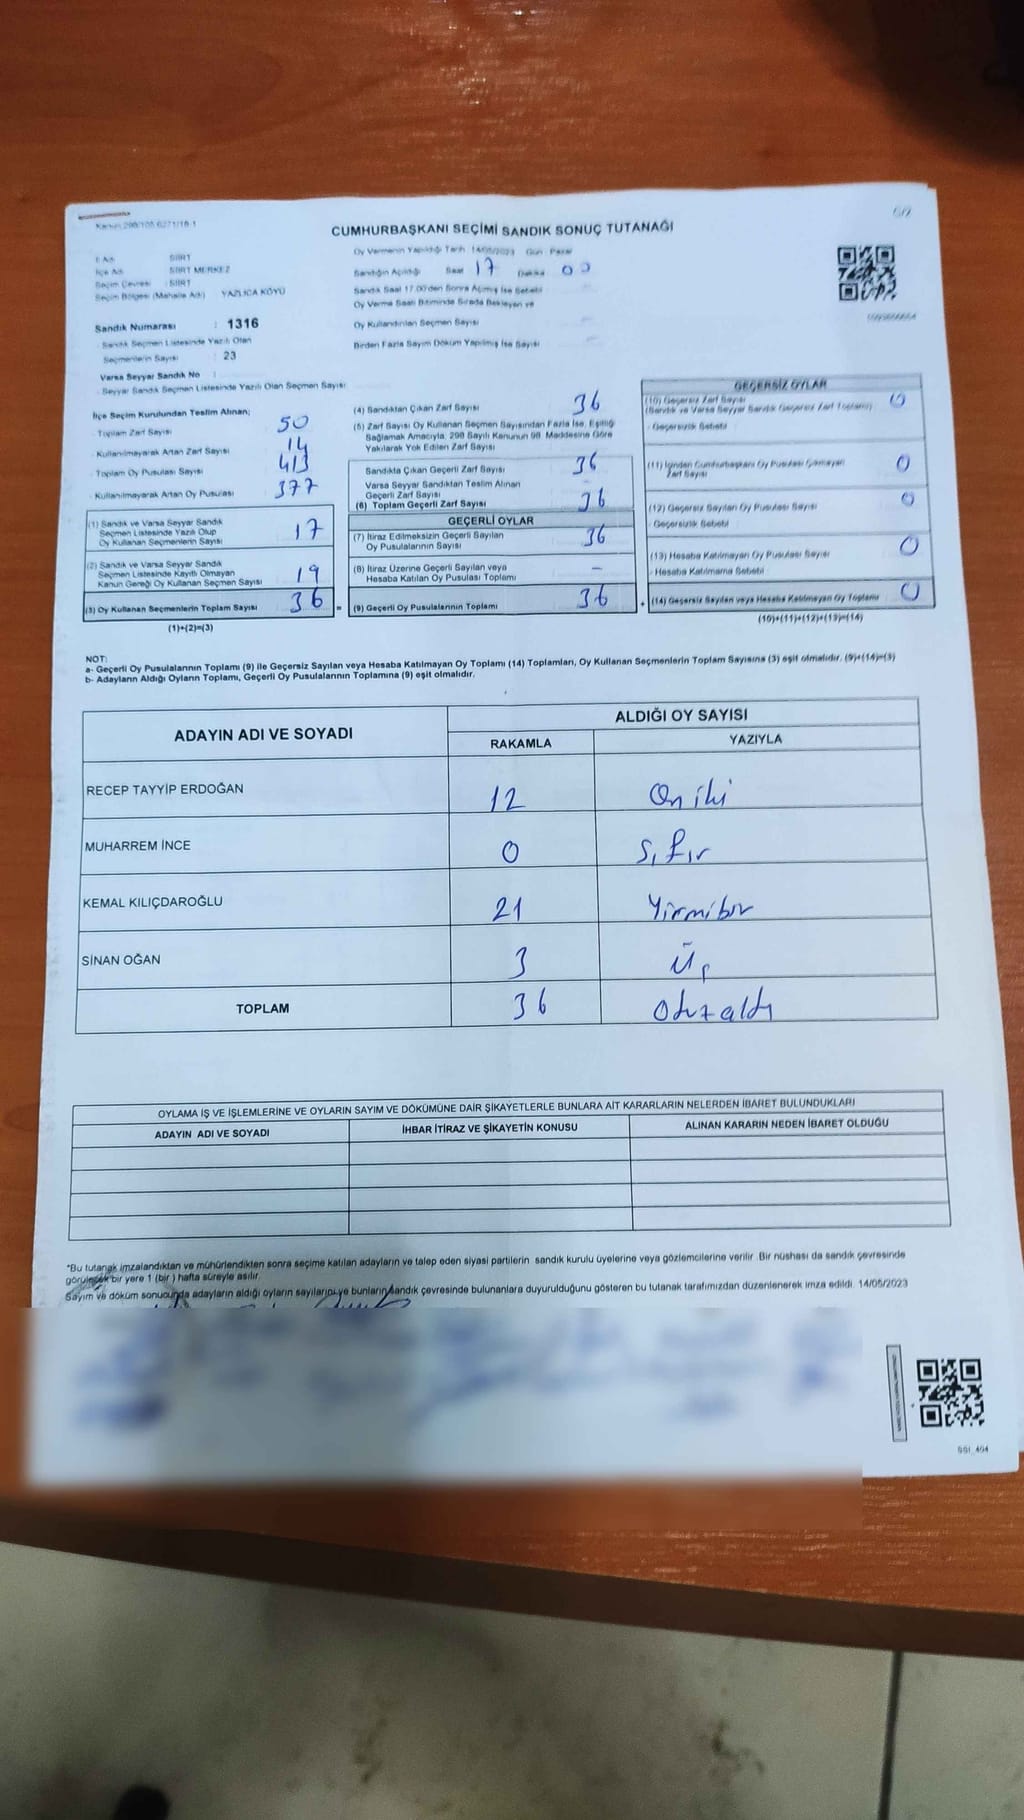 CUMHURBAŞKANI SEÇİMİ SANDIK SONUÇ TUTANAĞI
İl Adı : SİİRT
İlçe Adı : SİİRT MERKEZ
Seçim Çevresi : SİİRT
Seçim Bölgesi (Mahalle Adı) : YAZLICA KÖYÜ
Sandık Numarası : 1316
Sandık Seçmen Listesinde Yazılı Olan
Seçmenlerin Sayısı : 23
Varsa Seyyar Sandık No :
Seyyar Sandık Seçmen Listesinde Yazılı Olan Seçmen Sayısı :
Oy Vermenin Yapıldığı Tarih 14/05/2023 Gün Pazar
Sandığın Açıldığı Saat 17 Dakika 00
Sandık Saat 17.00'den Sonra Açılmış İse Sebebi
Oy Verme Saati Bitiminde Sırada Bekleyen ve
Oy Kullandırılan Seçmen Sayısı
Birden Fazla Sayım Döküm Yapılmış İse Sayısı
İlçe Seçim Kurulundan Teslim Alınan;
- Toplam Zarf Sayısı 50
- Kullanılmayarak Artan Zarf Sayısı 14
- Toplam Oy Pusulası Sayısı 413
- Kullanılmayarak Artan Oy Pusulası 377
(1) Sandık ve Varsa Seyyar Sandık
Seçmen Listesinde Yazılı Olup
Oy Kullanan Seçmenlerin Sayısı 17
(2) Sandık ve Varsa Seyyar Sandık
Seçmen Listesinde Kayıtlı Olmayan
Kanun Gereği Oy Kullanan Seçmen Sayısı 19
(3) Oy Kullanan Seçmenlerin Toplam Sayısı 36 =
(1)+(2)=(3)
(4) Sandıktan Çıkan Zarf Sayısı 36
(5) Zarf Sayısı Oy Kullanan Seçmen Sayısından Fazla İse, Eşitliği
Sağlamak Amacıyla, 298 Sayılı Kanunun 98. Maddesine Göre
Yakılarak Yok Edilen Zarf Sayısı
Sandıkta Çıkan Geçerli Zarf Sayısı 36
Varsa Seyyar Sandıktan Teslim Alınan
Geçerli Zarf Sayısı
(6) Toplam Geçerli Zarf Sayısı 36
GEÇERLİ OYLAR
(7) İtiraz Edilmeksizin Geçerli Sayılan
Oy Pusulalarının Sayısı 36
(8) İtiraz Üzerine Geçerli Sayılan veya
Hesaba Katılan Oy Pusulası Toplamı -
(9) Geçerli Oy Pusulalarının Toplamı 36 +
GEÇERSİZ OYLAR
(10) Geçersiz Zarf Sayısı 0
(Sandık ve Varsa Seyyar Sandık Geçersiz Zarf Toplamı)
- Geçersizlik Sebebi
(11) İçinden Cumhurbaşkanı Oy Pusulası Çıkmayan
Zarf Sayısı 0
(12) Geçersiz Sayılan Oy Pusulası Sayısı 0
- Geçersizlik Sebebi
(13) Hesaba Katılmayan Oy Pusulası Sayısı 0
- Hesaba Katılmama Sebebi
(14) Geçersiz Sayılan veya Hesaba Katılmayan Oy Toplamı 0
(10)+(11)+(12)+(13)=(14)
NOT:
a- Geçerli Oy Pusulalarının Toplamı (9) ile Geçersiz Sayılan veya Hesaba Katılmayan Oy Toplamı (14) Toplamları, Oy Kullanan Seçmenlerin Toplam Sayısına (3) eşit olmalıdır. (9)+(14)=(3)
b- Adayların Aldığı Oyların Toplamı, Geçerli Oy Pusulalarının Toplamına (9) eşit olmalıdır.
ADAYIN ADI VE SOYADI
ALDIĞI OY SAYISI
RAKAMLA YAZIYLA
RECEP TAYYİP ERDOĞAN 12 Oniki
MUHARREM İNCE 0 Sıfır
KEMAL KILIÇDAROĞLU 21 Yirmibir
SİNAN OĞAN 3 Üç
TOPLAM 36 Otuzaltı
OYLAMA İŞ VE İŞLEMLERİNE VE OYLARIN SAYIM VE DÖKÜMÜNE DAİR ŞİKAYETLERLE BUNLARA AİT KARARLARIN NELERDEN İBARET BULUNDUKLARI
ADAYIN ADI VE SOYADI İHBAR İTİRAZ VE ŞİKAYETİN KONUSU ALINAN KARARIN NEDEN İBARET OLDUĞU
*Bu tutanak imzalandıktan ve mühürlendikten sonra seçime katılan adayların ve talep eden siyasi partilerin sandık kurulu üyelerine veya gözlemcilerine verilir. Bir nüshası da sandık çevresinde
görülecek bir yere 1 (bir) hafta süreyle asılır.
Sayım ve döküm sonucunda adayların aldığı oyların sayılarını ve bunların sandık çevresinde bulunanlara duyurulduğunu gösteren bu tutanak tarafımızdan düzenlenerek imza edildi. 14/05/2023